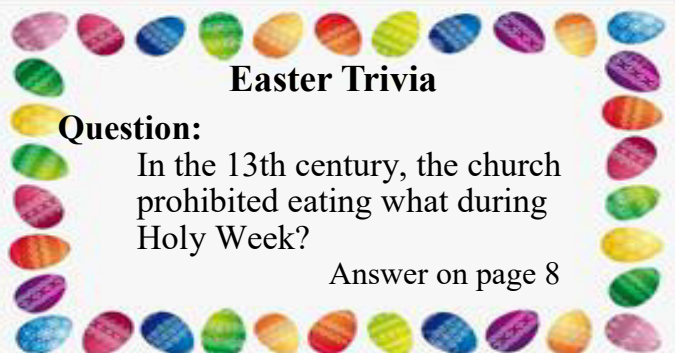 Easter Trivia
Question:
In the 13th century, the church
prohibited eating what during
Holy Week?
Answer on page 8